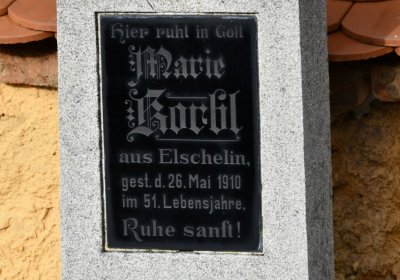 Hier ruht in Gott
Marie
Korbl
aus Elschelin,
gest. d. 26. Mai 1910
im 51. Lebensjahre.
Ruhe sanft!